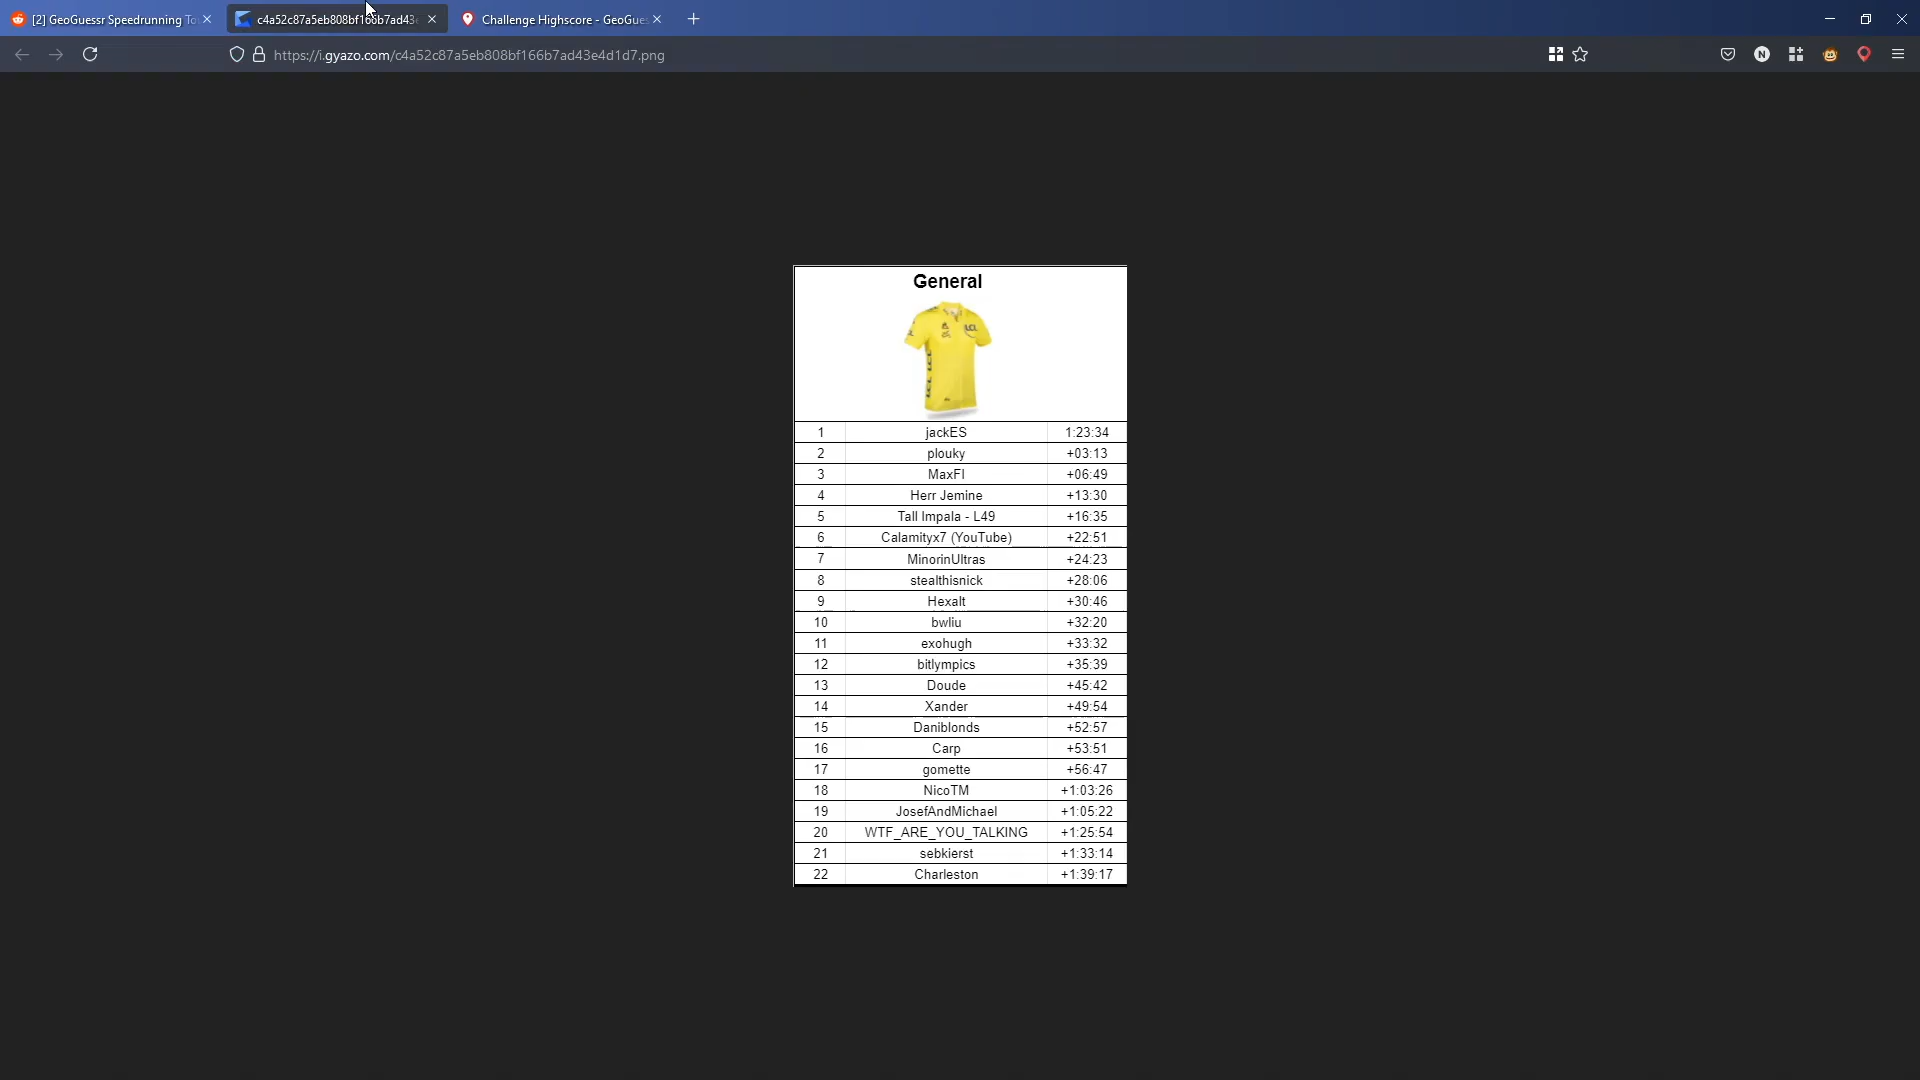 [2] GeoGuessr Speedrunning To
c4a52c87a5eb808bf166b7ad43e
Challenge Highscore - GeoGues
https://i.gyazo.com/c4a52c87a5eb808bf166b7ad43e4d1d7.png
N
General
LCL
LCL LCL
1 jackES 1:23:34
2 plouky +03:13
3 MaxFI +06:49
4 Herr Jemine +13:30
5 Tall Impala - L49 +16:35
6 Calamityx7 (YouTube) +22:51
7 MinorinUltras +24:23
8 stealthisnick +28:06
9 Hexalt +30:46
10 bwliu +32:20
11 exohugh +33:32
12 bitlympics +35:39
13 Doude +45:42
14 Xander +49:54
15 Daniblonds +52:57
16 Carp +53:51
17 gomette +56:47
18 NicoTM +1:03:26
19 JosefAndMichael +1:05:22
20 WTF_ARE_YOU_TALKING +1:25:54
21 sebkierst +1:33:14
22 Charleston +1:39:17